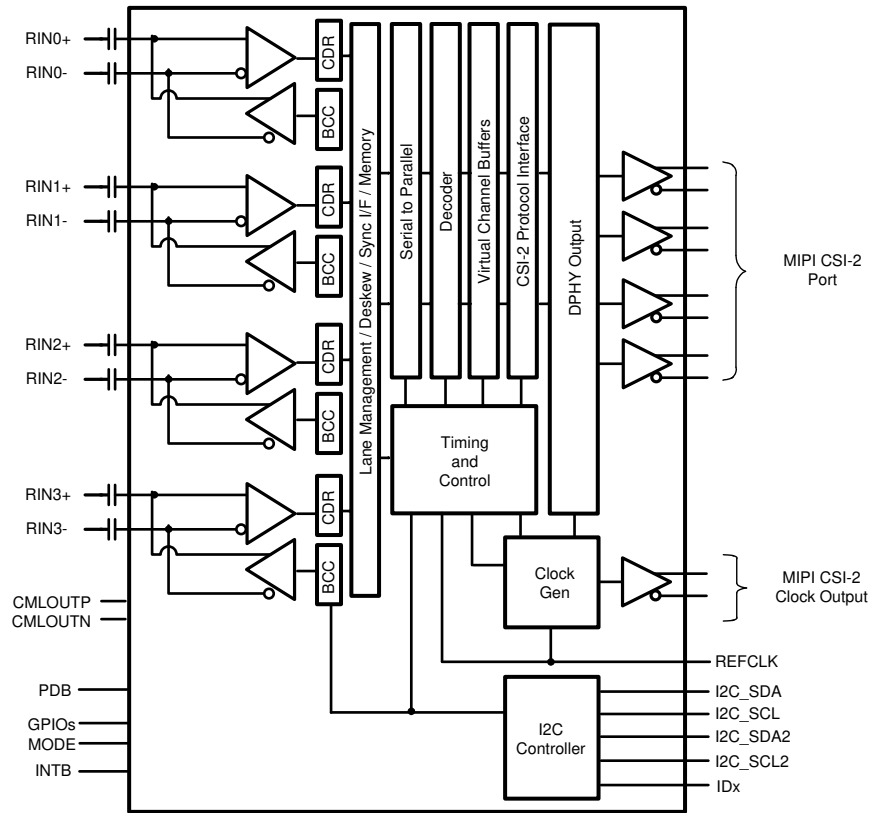 RIN0+
RIN0-
CDR
BCC
RIN1+
RIN1-
CDR
BCC
RIN2+
RIN2-
CDR
BCC
RIN3+
RIN3-
CDR
BCC
CMLOUTP
CMLOUTN
PDB
GPIOs
MODE
INTB
Lane Management / Deskew / Sync I/F / Memory
Serial to Parallel
Decoder
Virtual Channel Buffers
CSI-2 Protocol Interface
DPHY Output
Timing
and
Control
Clock
Gen
I2C
Controller
MIPI CSI-2
Port
MIPI CSI-2
Clock Output
REFCLK
I2C_SDA
I2C_SCL
I2C_SDA2
I2C_SCL2
IDx